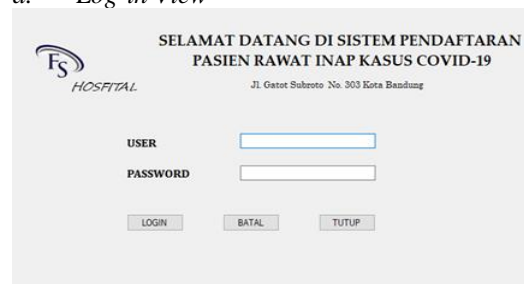 a. Log-in View
SELAMAT DATANG DI SISTEM PENDAFTARAN
PASIEN RAWAT INAP KASUS COVID-19
FS
HOSFITAL
Jl. Gatot Subroto No. 303 Kota Bandung
USER
PASSWORD
LOGIN BATAL TUTUP